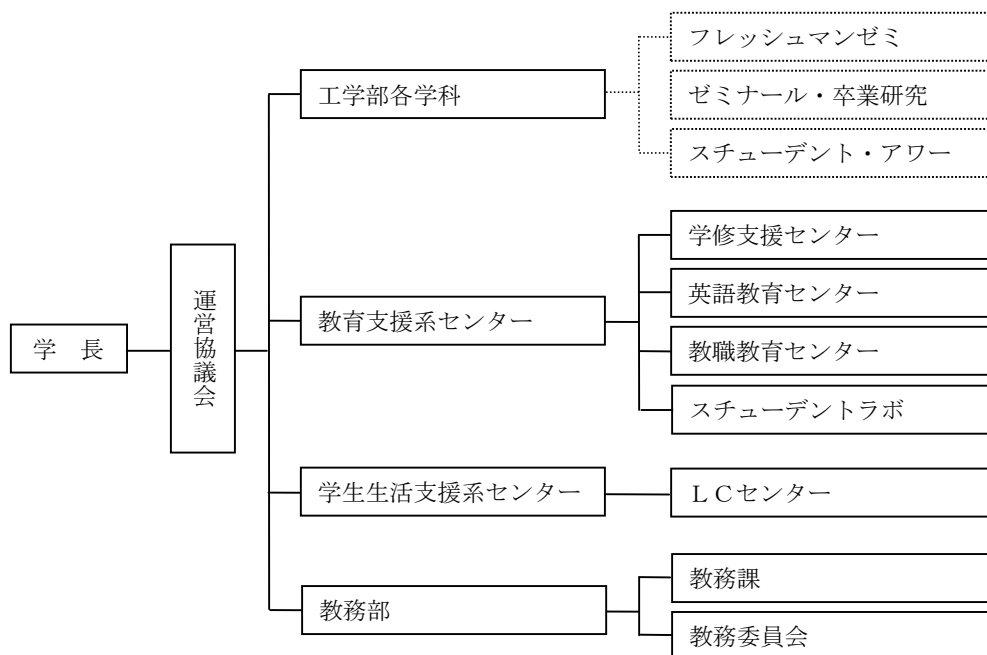 学　長
運営協議会
工学部各学科
フレッシュマンゼミ
ゼミナール・卒業研究
スチューデント・アワー
教育支援系センター
学修支援センター
英語教育センター
教職教育センター
スチューデントラボ
学生生活支援系センター
ＬＣセンター
教務部
教務課
教務委員会